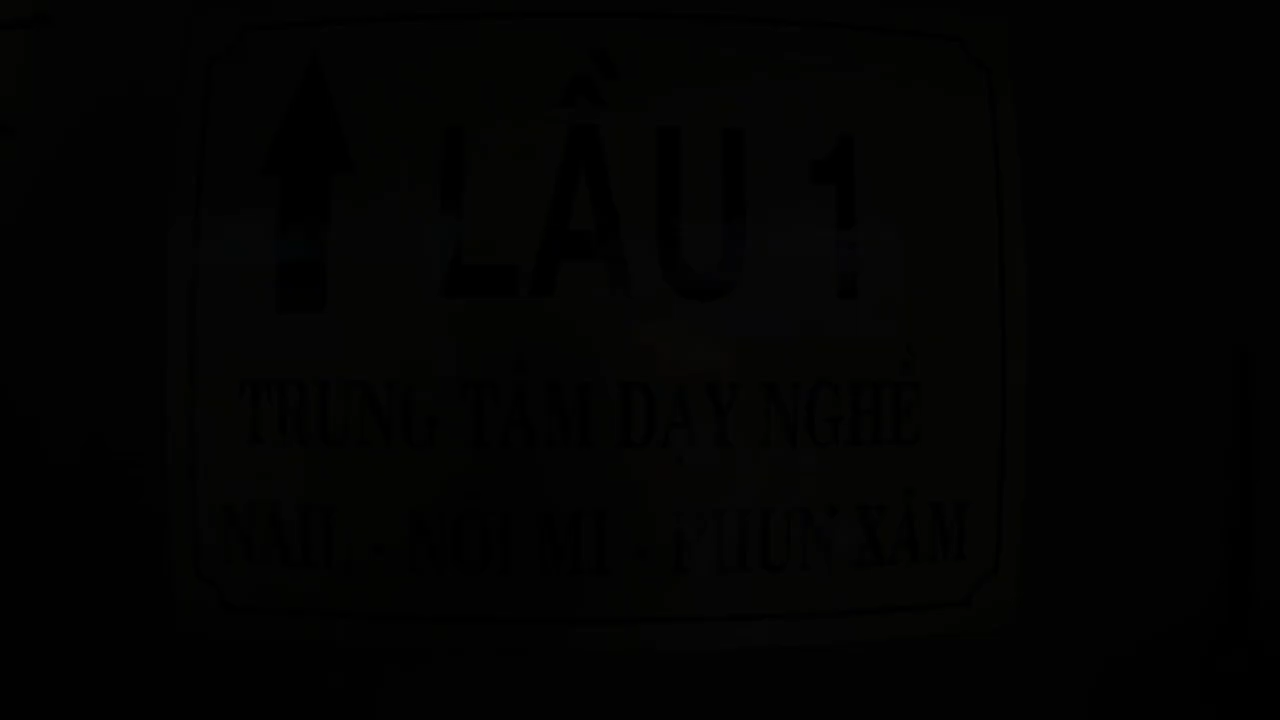 LẦU 1
TRUNG TÂM DẠY NGHỀ
NAIL - NỐI MI - PHUN XĂM